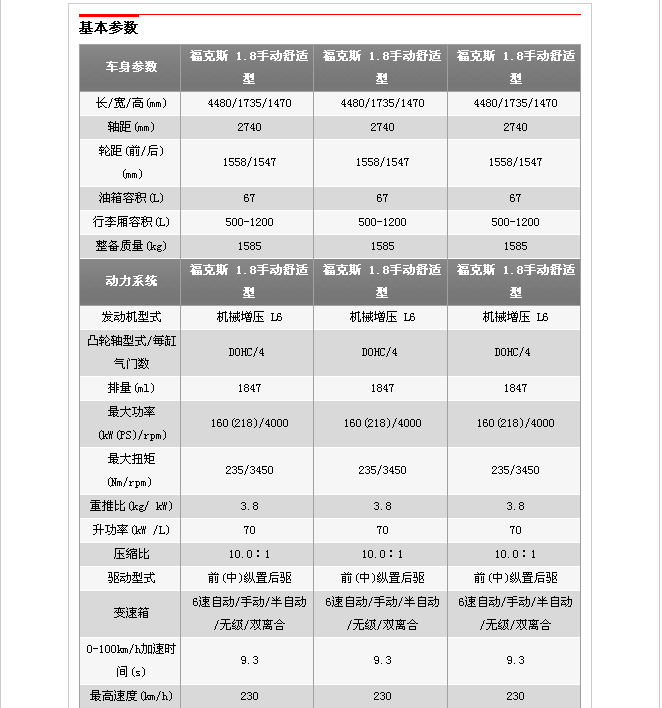 基本参数
车身参数 福克斯 1.8手动舒适型 福克斯 1.8手动舒适型 福克斯 1.8手动舒适型
长/宽/高(mm) 4480/1735/1470 4480/1735/1470 4480/1735/1470
轴距(mm) 2740 2740 2740
轮距(前/后)(mm) 1558/1547 1558/1547 1558/1547
油箱容积(L) 67 67 67
行李厢容积(L) 500-1200 500-1200 500-1200
整备质量(kg) 1585 1585 1585
动力系统 福克斯 1.8手动舒适型 福克斯 1.8手动舒适型 福克斯 1.8手动舒适型
发动机型式 机械增压 L6 机械增压 L6 机械增压 L6
凸轮轴型式/每缸气门数 DOHC/4 DOHC/4 DOHC/4
排量(ml) 1847 1847 1847
最大功率(kW(PS)/rpm) 160(218)/4000 160(218)/4000 160(218)/4000
最大扭矩(Nm/rpm) 235/3450 235/3450 235/3450
重推比(kg/ kW) 3.8 3.8 3.8
升功率(kW /L) 70 70 70
压缩比 10.0∶1 10.0∶1 10.0∶1
驱动型式 前(中)纵置后驱 前(中)纵置后驱 前(中)纵置后驱
变速箱 6速自动/手动/半自动/无级/双离合 6速自动/手动/半自动/无级/双离合 6速自动/手动/半自动/无级/双离合
0-100km/h加速时间(s) 9.3 9.3 9.3
最高速度(km/h) 230 230 230